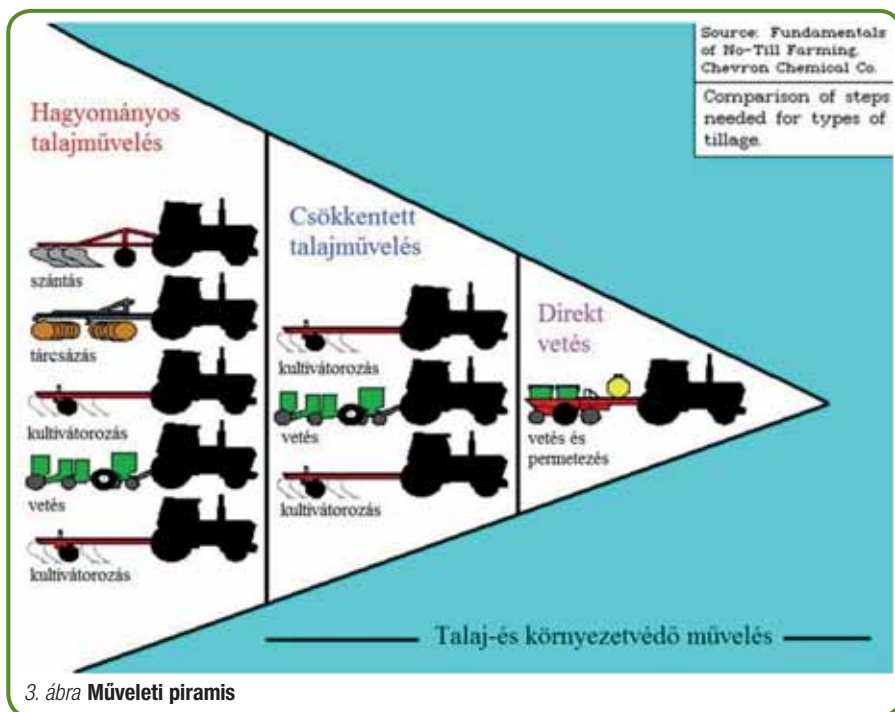 Source: Fundamentals
of No-Till Farming.
Chevron Chemical Co.
Comparison of steps
needed for types of
tillage.
Hagyományos
talajművelés
szántás
tárcsázás
kultivátorozás
vetés
kultivátorozás
Csökkentett
talajművelés
kultivátorozás
vetés
kultivátorozás
Direkt
vetés
vetés és
permetezés
Talaj-és környezetvédő művelés
3. ábra Műveleti piramis